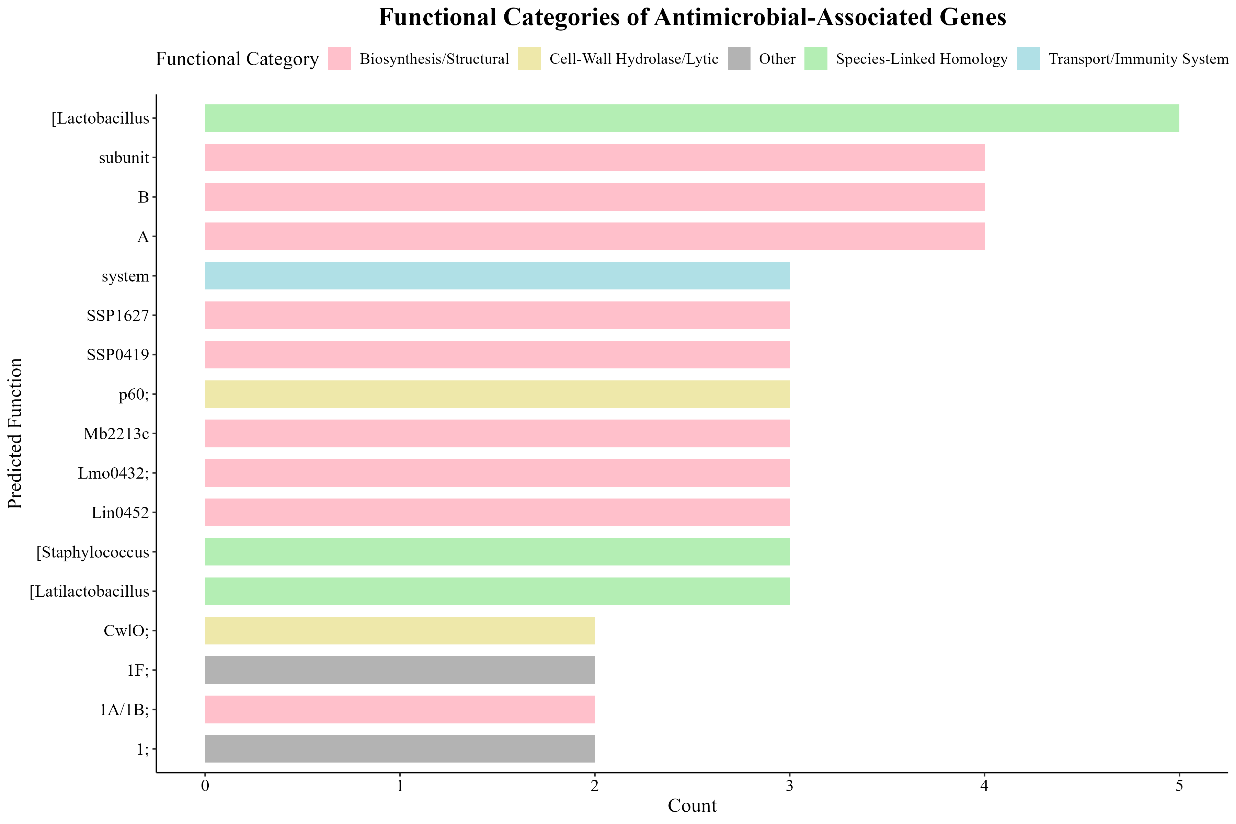 Functional Categories of Antimicrobial-Associated Genes
Functional Category Biosynthesis/Structural Cell-Wall Hydrolase/Lytic Other Species-Linked Homology Transport/Immunity System
[Lactobacillus
subunit
B
A
system
SSP1627
SSP0419
p60;
Mb2213c
Lmo0432;
Lin0452
[Staphylococcus
[Latilactobacillus
CwlO;
1F;
1A/1B;
1;
Predicted Function
0 1 2 3 4 5
Count